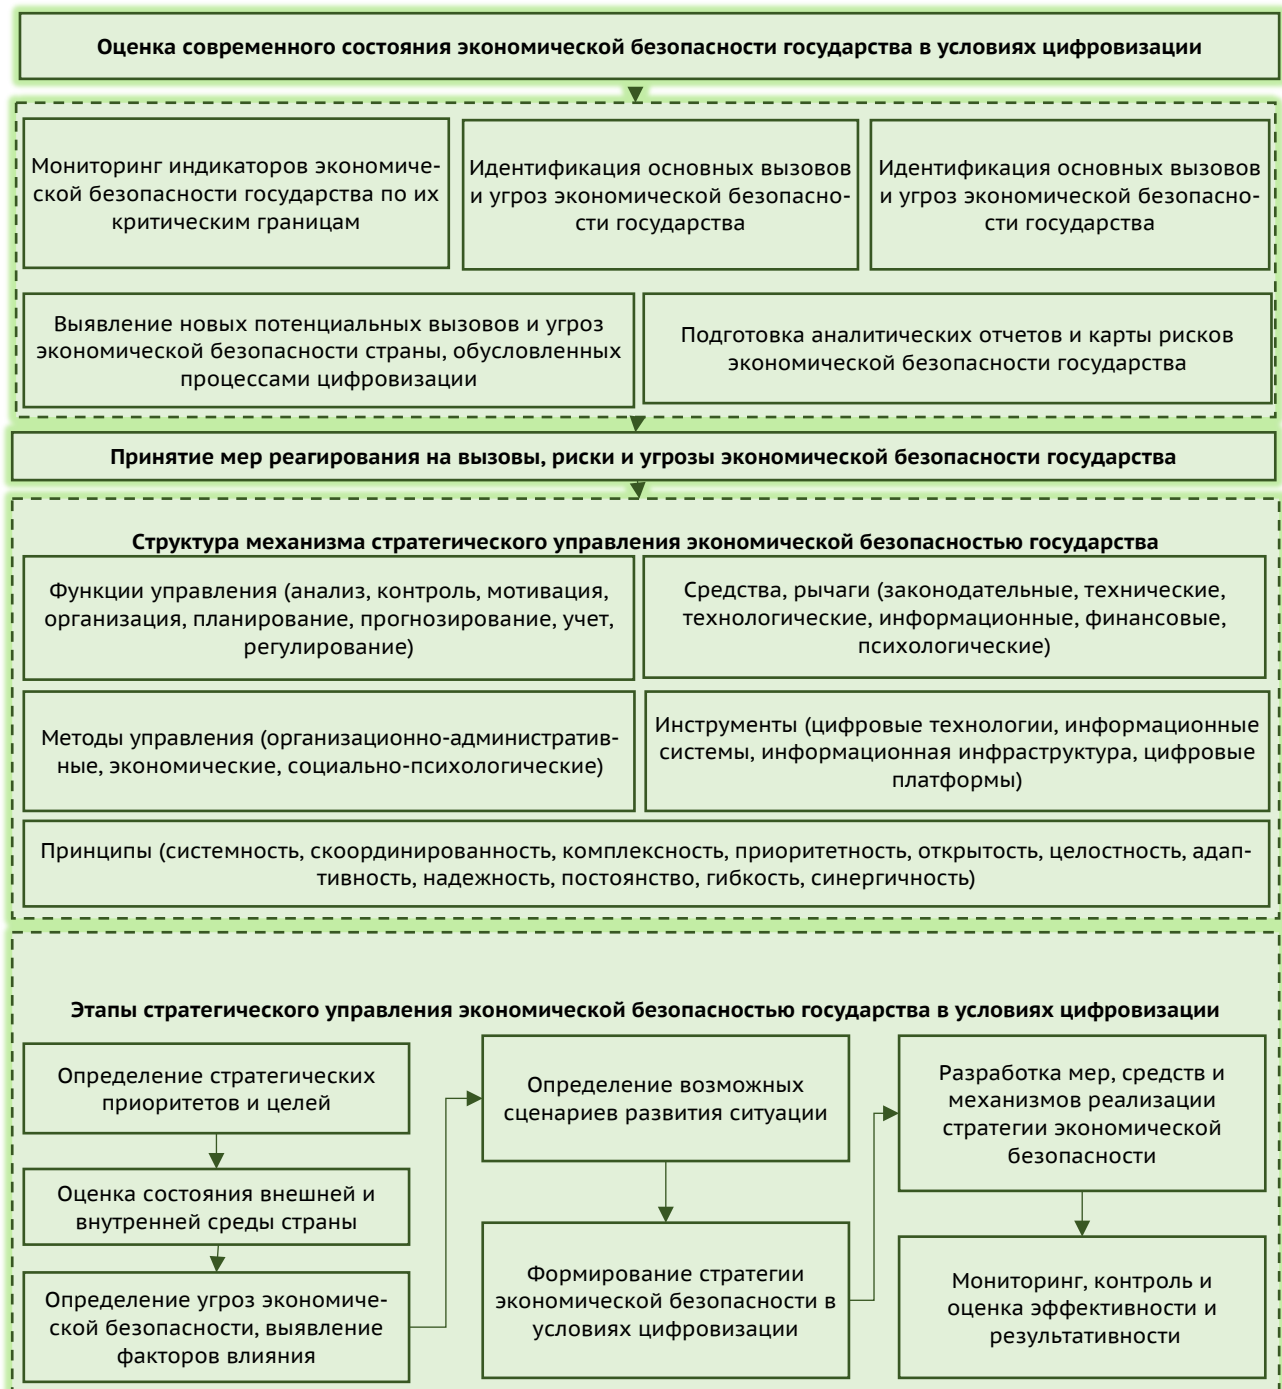 Оценка современного состояния экономической безопасности государства в условиях цифровизации
Мониторинг индикаторов экономиче-
ской безопасности государства по их
критическим границам
Идентификация основных вызовов
и угроз экономической безопасно-
сти государства
Идентификация основных вызовов
и угроз экономической безопасно-
сти государства
Выявление новых потенциальных вызовов и угроз
экономической безопасности страны, обусловленных
процессами цифровизации
Подготовка аналитических отчетов и карты рисков
экономической безопасности государства
Принятие мер реагирования на вызовы, риски и угрозы экономической безопасности государства
Структура механизма стратегического управления экономической безопасностью государства
Функции управления (анализ, контроль, мотивация,
организация, планирование, прогнозирование, учет,
регулирование)
Средства, рычаги (законодательные, технические,
технологические, информационные, финансовые,
психологические)
Методы управления (организационно-административ-
ные, экономические, социально-психологические)
Инструменты (цифровые технологии, информационные
системы, информационная инфраструктура, цифровые
платформы)
Принципы (системность, скоординированность, комплексность, приоритетность, открытость, целостность, адап-
тивность, надежность, постоянство, гибкость, синергичность)
Этапы стратегического управления экономической безопасностью государства в условиях цифровизации
Определение стратегических
приоритетов и целей
Оценка состояния внешней и
внутренней среды страны
Определение угроз экономиче-
ской безопасности, выявление
факторов влияния
Определение возможных
сценариев развития ситуации
Формирование стратегии
экономической безопасности в
условиях цифровизации
Разработка мер, средств и
механизмов реализации
стратегии экономической
безопасности
Мониторинг, контроль и
оценка эффективности и
результативности